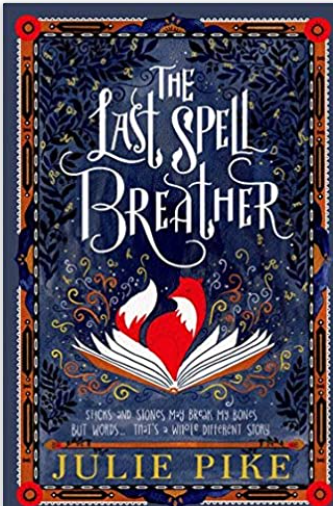 THE
LAST SPELL
BREATHER
STICKS AND STONES MAY BREAK MY BONES
BUT WORDS... THAT'S A WHOLE DIFFERENT STORY
JULIE PIKE